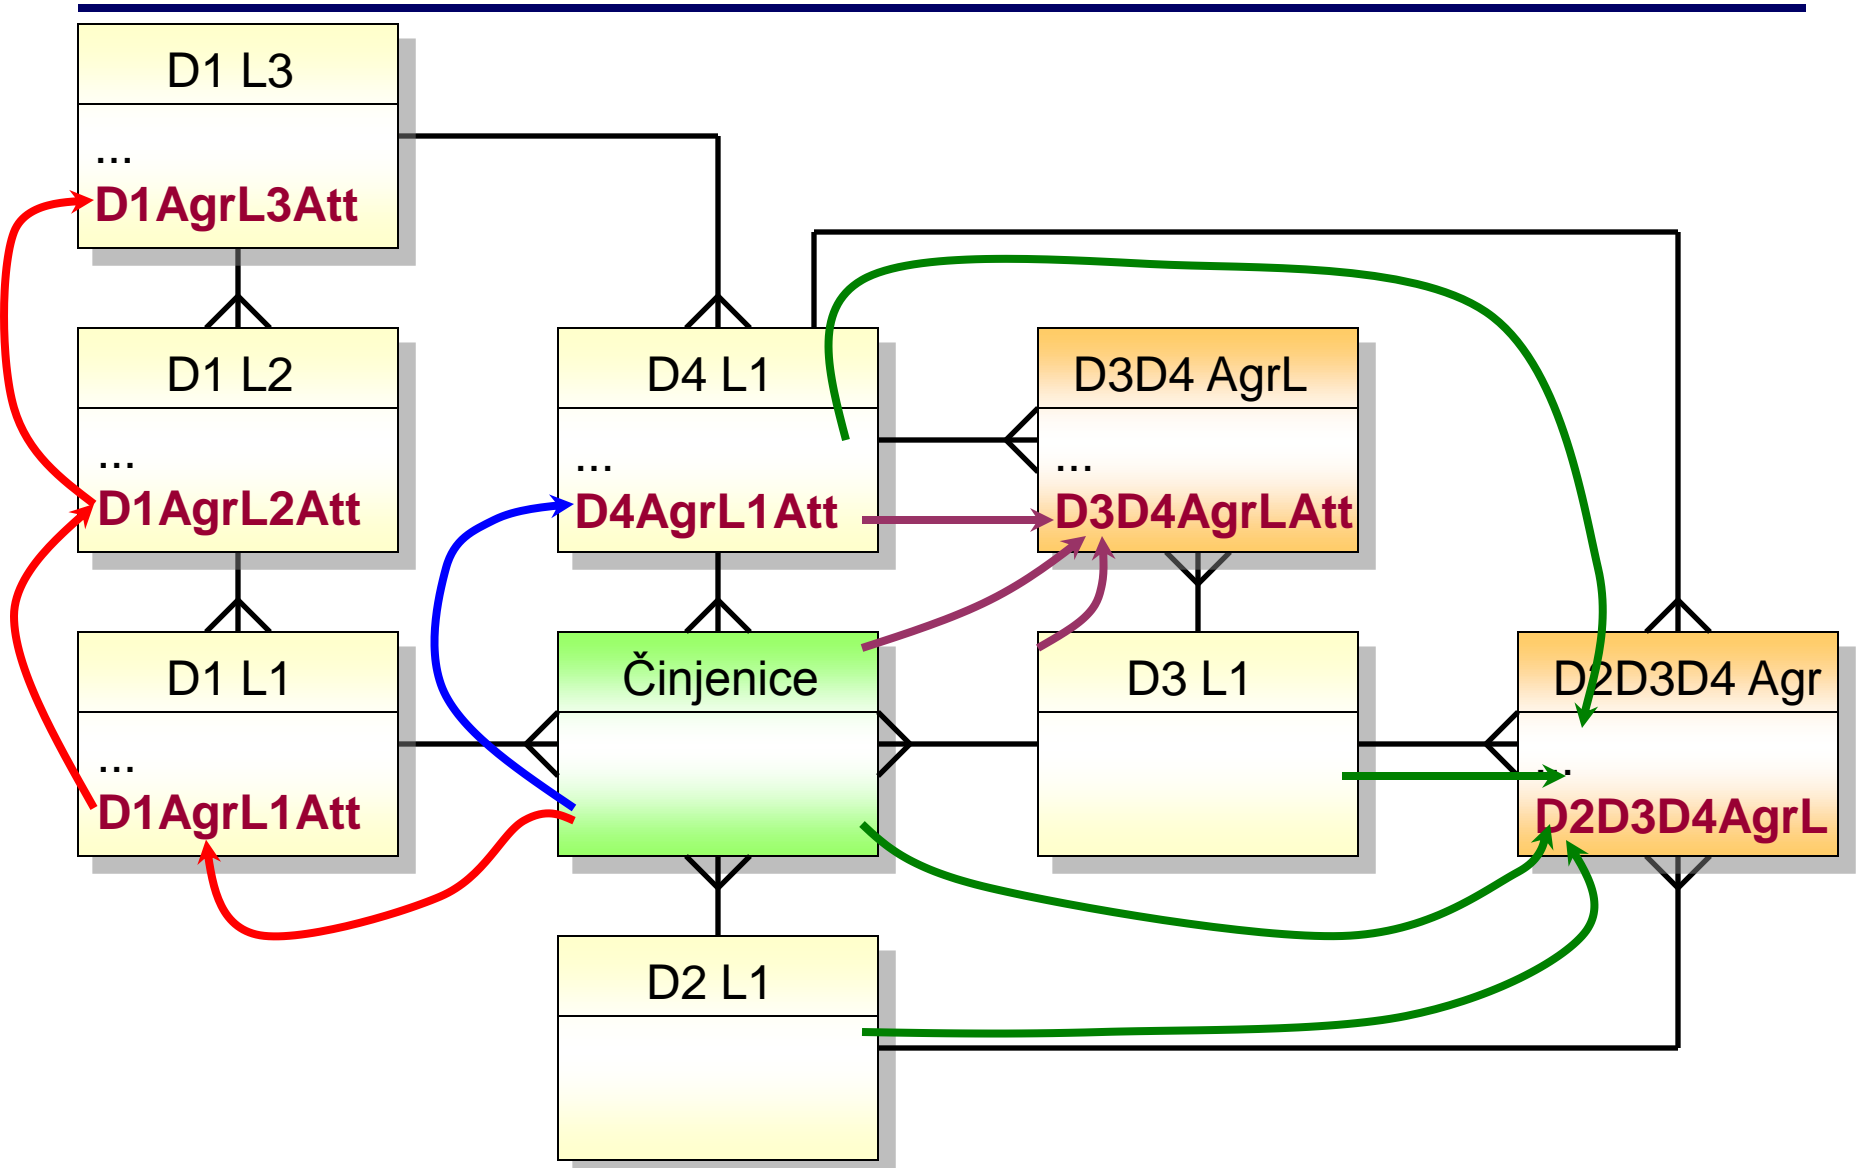 D1 L3
...
D1AgrL3Att
D1 L2
...
D1AgrL2Att
D4 L1
...
D4AgrL1Att
D3D4 AgrL
...
D3D4AgrLAtt
D1 L1
...
D1AgrL1Att
Činjenice
D3 L1
D2D3D4 Agr
...
D2D3D4AgrL
D2 L1